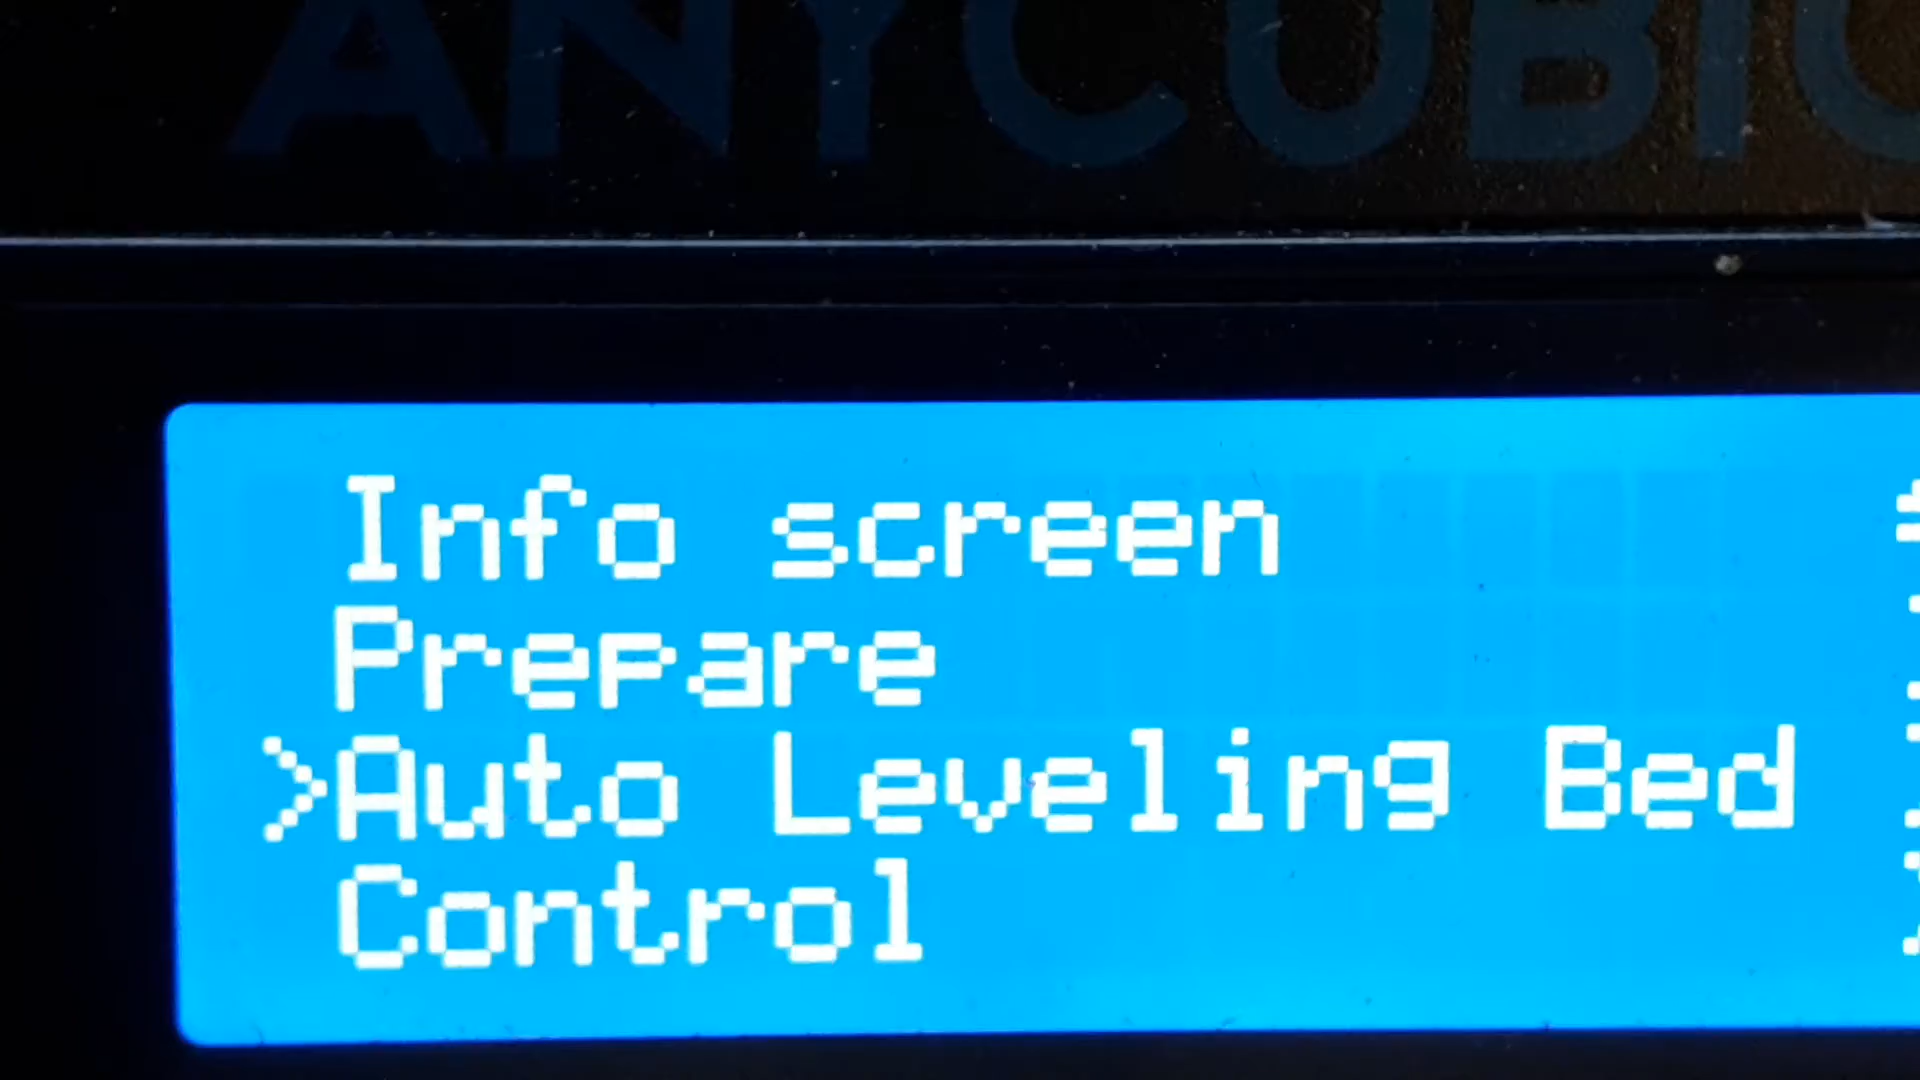 ANYCUBIC
Info screen
Prepare
>Auto Leveling Bed
Control